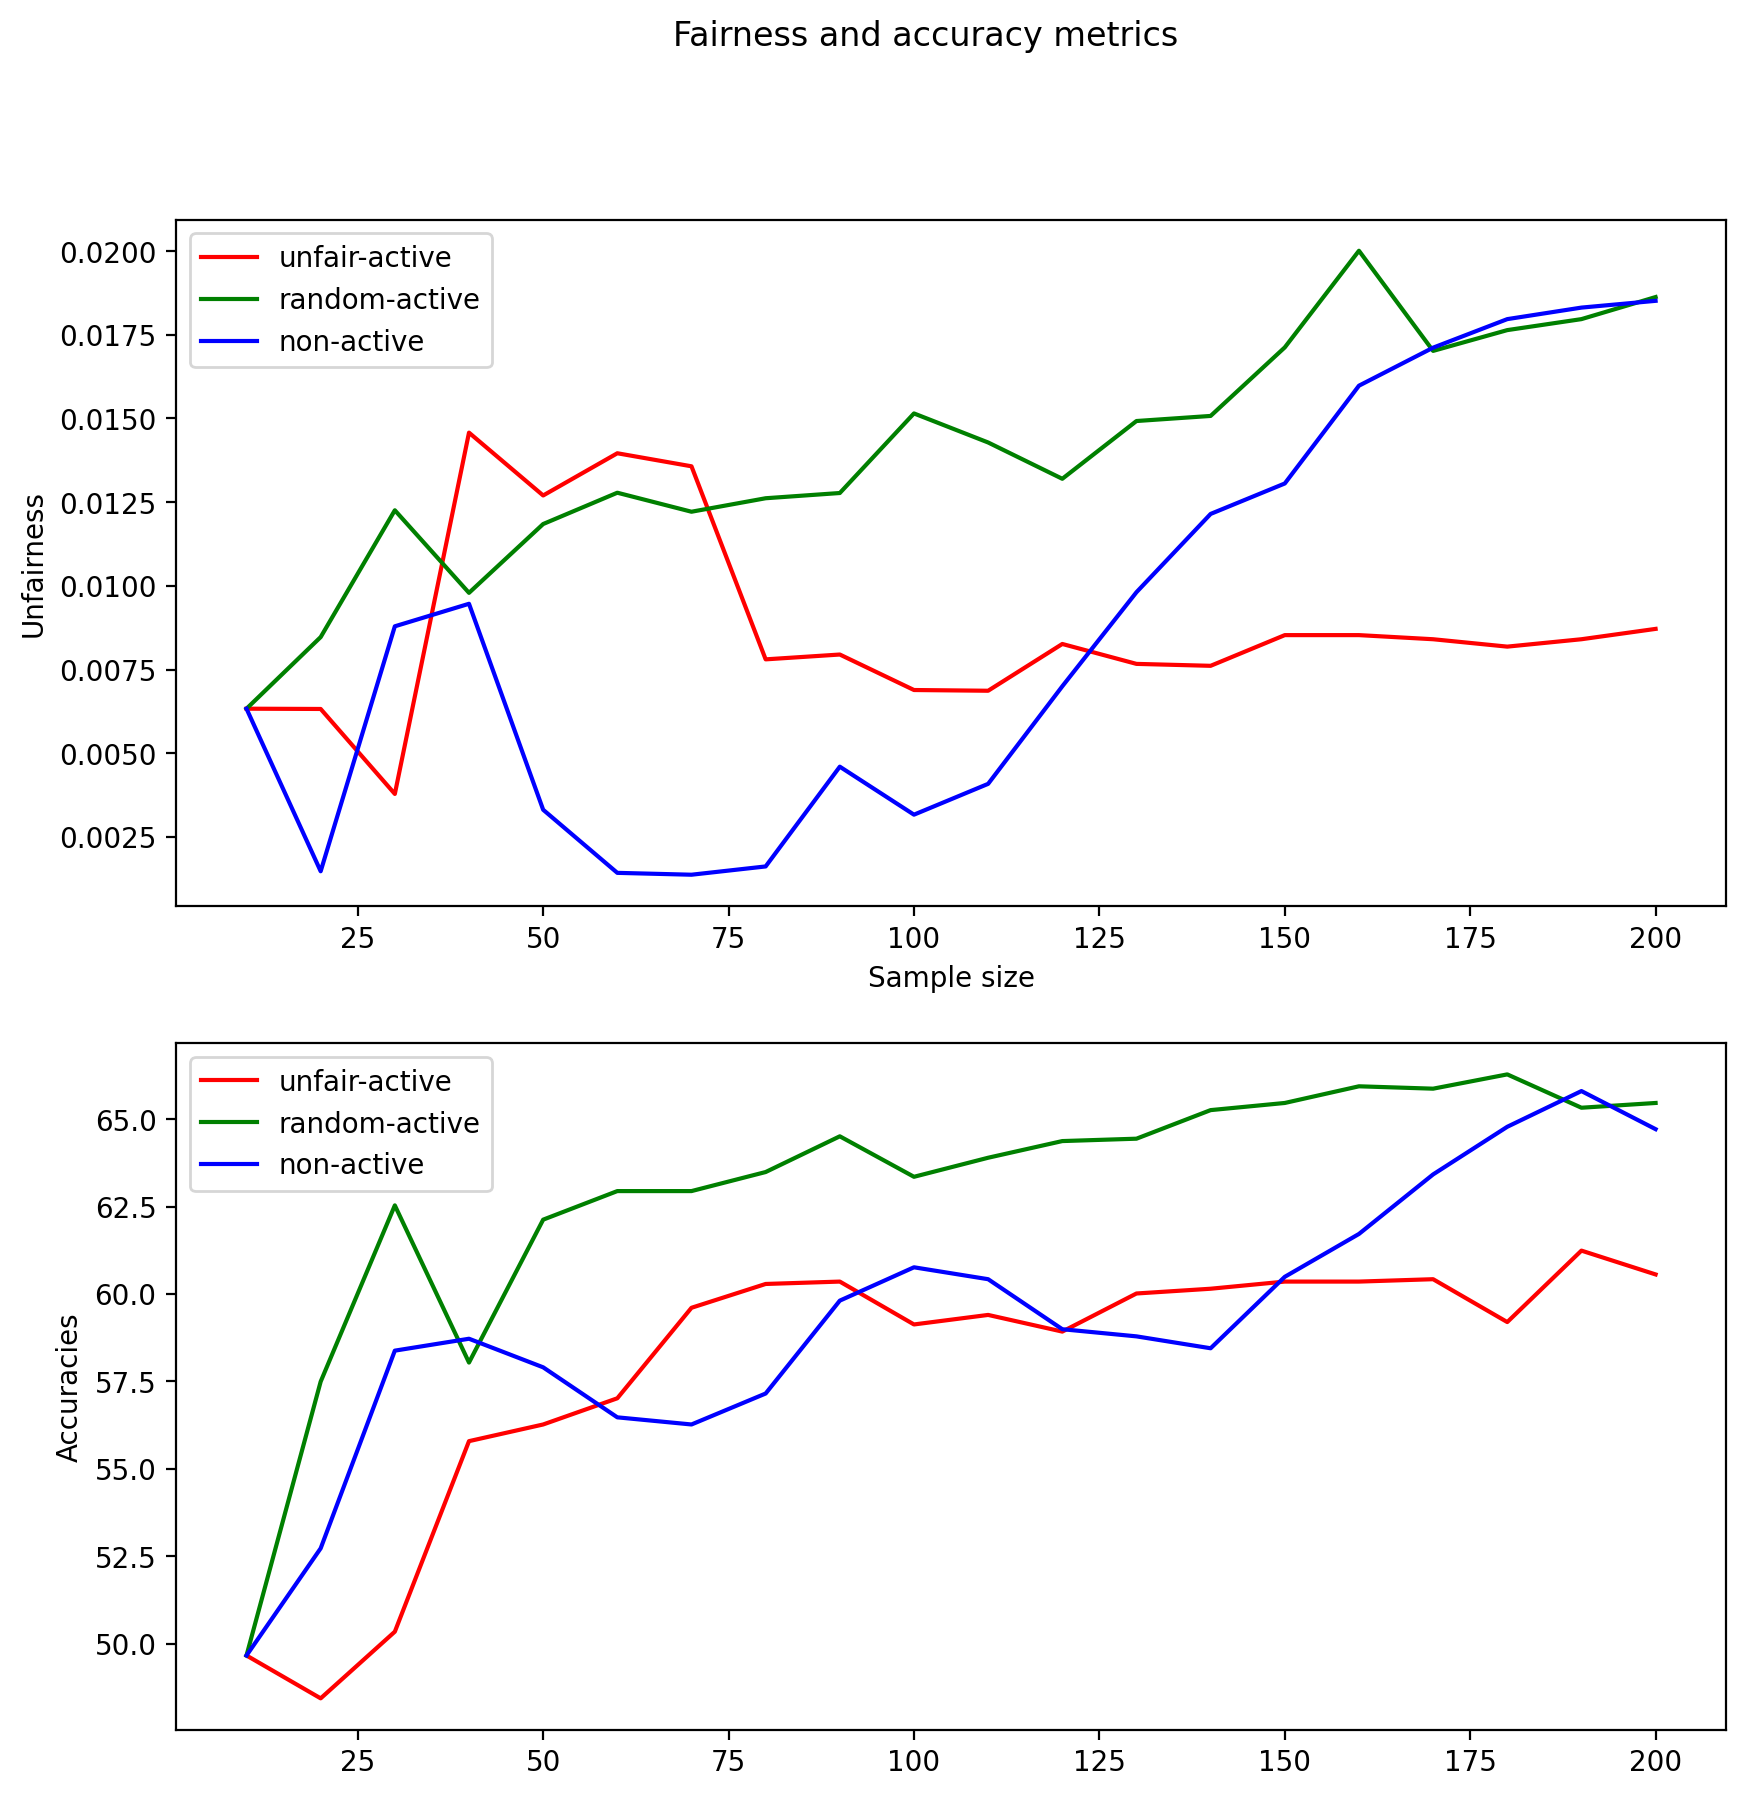 Fairness and accuracy metrics
unfair-active
random-active
non-active
0.0200
0.0175
0.0150
0.0125
0.0100
0.0075
0.0050
0.0025
Unfairness
25 50 75 100 125 150 175 200
Sample size
unfair-active
random-active
non-active
65.0
62.5
60.0
57.5
55.0
52.5
50.0
Accuracies
25 50 75 100 125 150 175 200